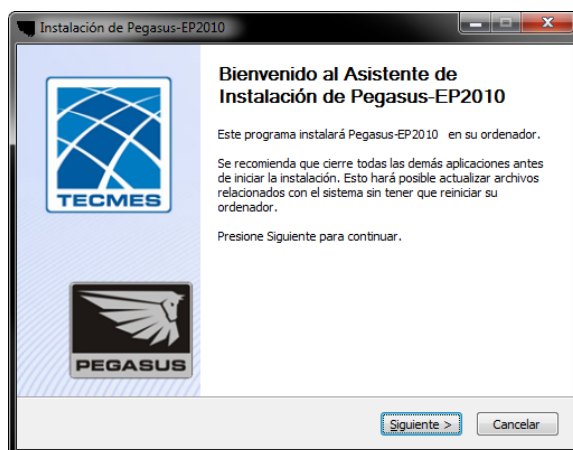 Instalación de Pegasus-EP2010
Bienvenido al Asistente de
Instalación de Pegasus-EP2010
Este programa instalará Pegasus-EP2010 en su ordenador.
Se recomienda que cierre todas las demás aplicaciones antes
de iniciar la instalación. Esto hará posible actualizar archivos
relacionados con el sistema sin tener que reiniciar su
ordenador.
Presione Siguiente para continuar.
TECMES
PEGASUS
Siguiente >
Cancelar